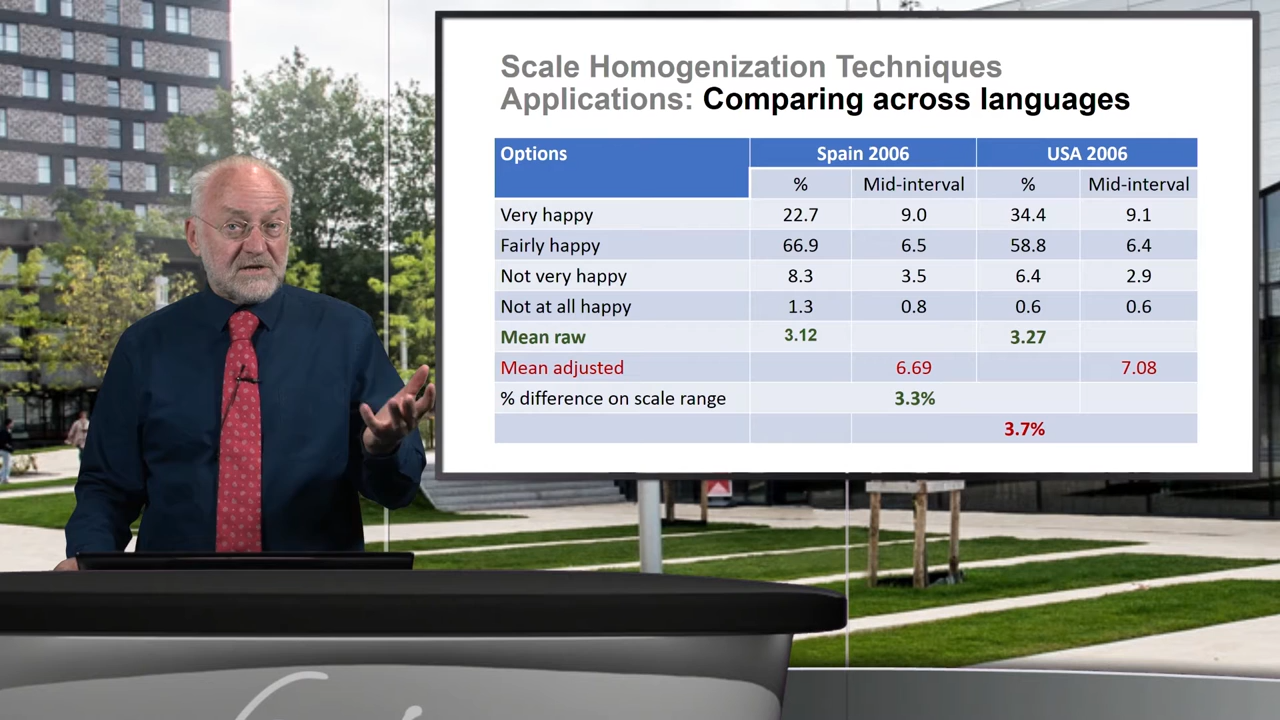 Scale Homogenization Techniques
Applications: Comparing across languages
Options Spain 2006 USA 2006
% Mid-interval % Mid-interval
Very happy 22.7 9.0 34.4 9.1
Fairly happy 66.9 6.5 58.8 6.4
Not very happy 8.3 3.5 6.4 2.9
Not at all happy 1.3 0.8 0.6 0.6
Mean raw 3.12 3.27
Mean adjusted 6.69 7.08
% difference on scale range 3.3%
3.7%